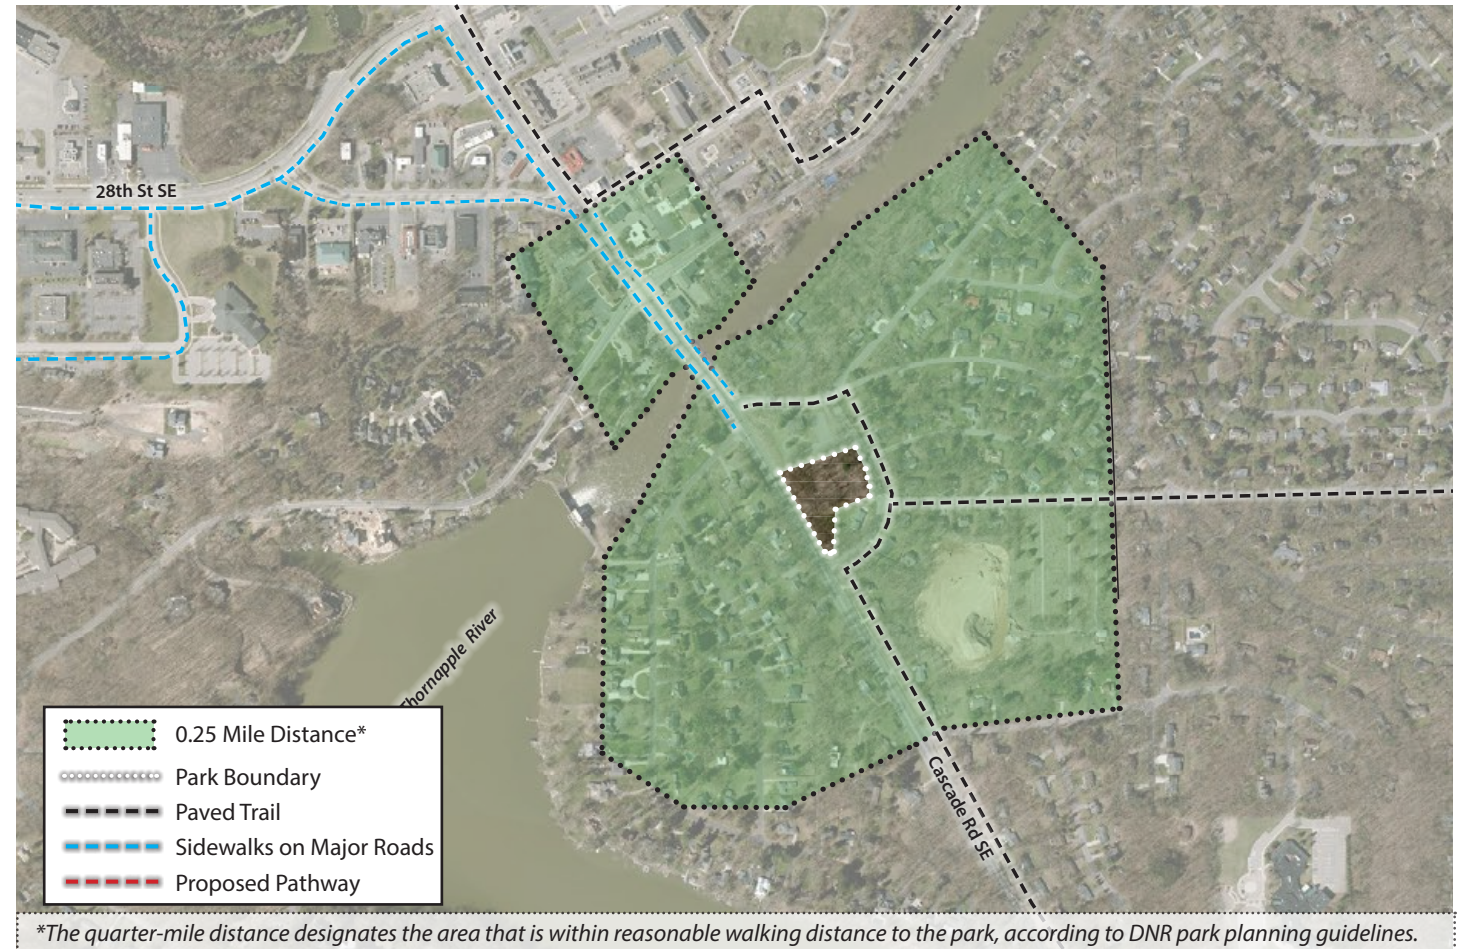 28th St SE
Thornapple River
Cascade Rd SE
0.25 Mile Distance*
Park Boundary
Paved Trail
Sidewalks on Major Roads
Proposed Pathway
*The quarter-mile distance designates the area that is within reasonable walking distance to the park, according to DNR park planning guidelines.